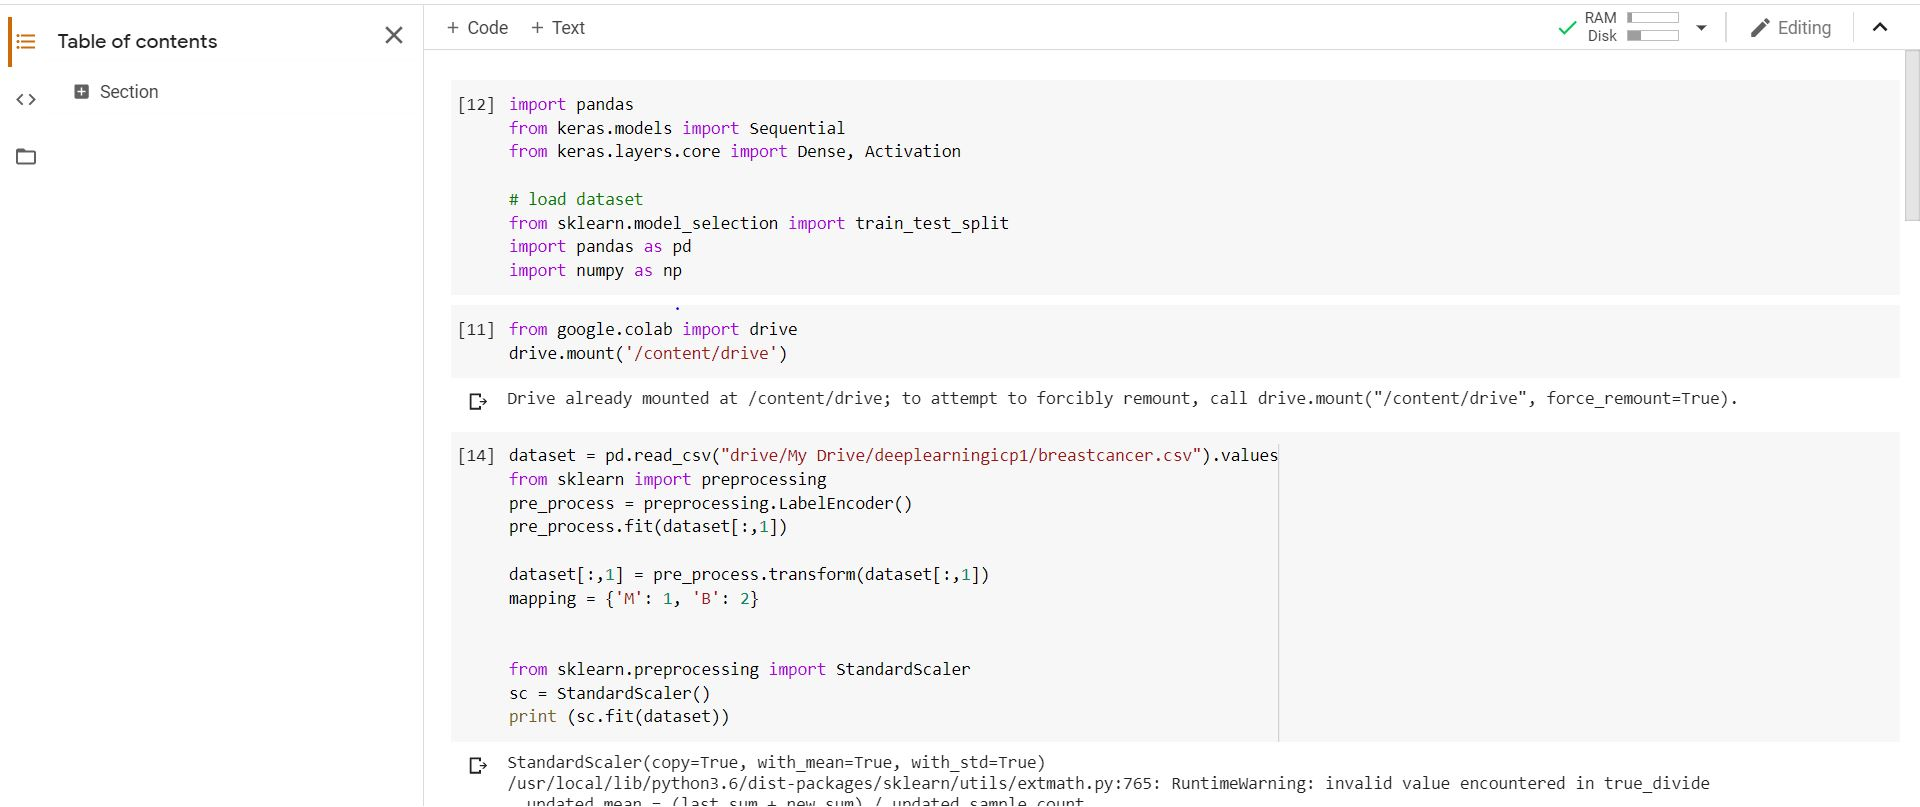 Table of contents
Section
+ Code + Text
RAM
Disk
Editing
[12] import pandas
from keras.models import Sequential
from keras.layers.core import Dense, Activation
# load dataset
from sklearn.model_selection import train_test_split
import pandas as pd
import numpy as np
[11] from google.colab import drive
drive.mount('/content/drive')
Drive already mounted at /content/drive; to attempt to forcibly remount, call drive.mount("/content/drive", force_remount=True).
[14] dataset = pd.read_csv("drive/My Drive/deeplearningicp1/breastcancer.csv").values
from sklearn import preprocessing
pre_process = preprocessing.LabelEncoder()
pre_process.fit(dataset[:,1])
dataset[:,1] = pre_process.transform(dataset[:,1])
mapping = {'M': 1, 'B': 2}
from sklearn.preprocessing import StandardScaler
sc = StandardScaler()
print (sc.fit(dataset))
StandardScaler(copy=True, with_mean=True, with_std=True)
/usr/local/lib/python3.6/dist-packages/sklearn/utils/extmath.py:765: RuntimeWarning: invalid value encountered in true_divide
updated_mean = (last_sum + new_sum) / updated_sample_count